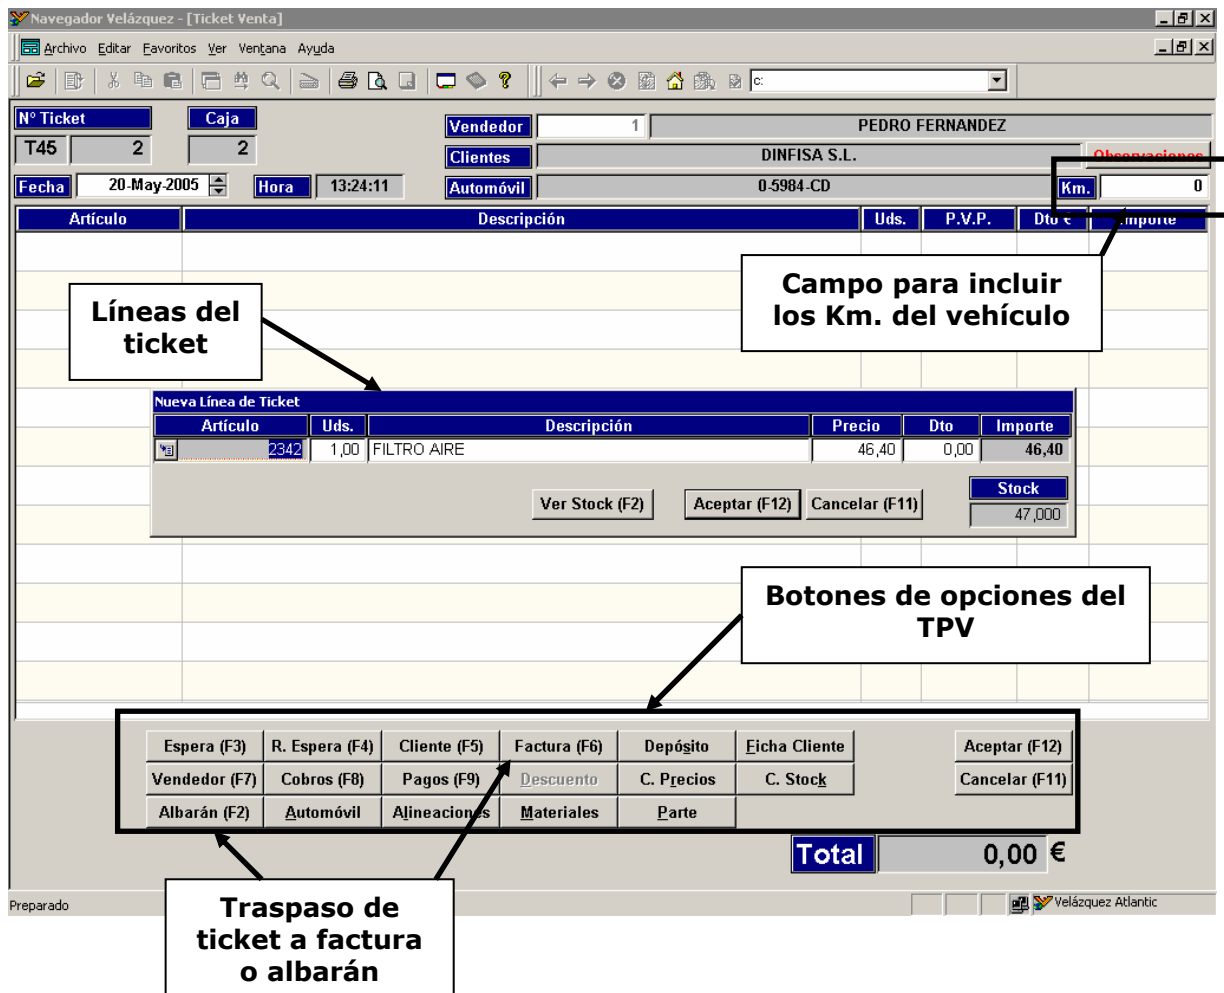 Navegador Velázquez - [Ticket Venta]
Archivo Editar Favoritos Ver Ventana Ayuda
c:
Nº Ticket Caja Vendedor 1 PEDRO FERNANDEZ
T45 2 2 Clientes DINFISA S.L. Observaciones
Fecha 20-May-2005 Hora 13:24:11 Automóvil 0-5984-CD Km. 0
Artículo Descripción Uds. P.V.P. Dto € Importe
Campo para incluir
los Km. del vehículo
Líneas del
ticket
Nueva Línea de Ticket
Artículo Uds. Descripción Precio Dto Importe
2342 1,00 FILTRO AIRE 46,40 0,00 46,40
Stock
Ver Stock (F2) Aceptar (F12) Cancelar (F11)
47,000
Botones de opciones del
TPV
Espera (F3) R. Espera (F4) Cliente (F5) Factura (F6) Depósito Ficha Cliente Aceptar (F12)
Vendedor (F7) Cobros (F8) Pagos (F9) Descuento C. Precios C. Stock Cancelar (F11)
Albarán (F2) Automóvil Alineaciones Materiales Parte
Total 0,00 €
Preparado Velázquez Atlantic
Traspaso de
ticket a factura
o albarán